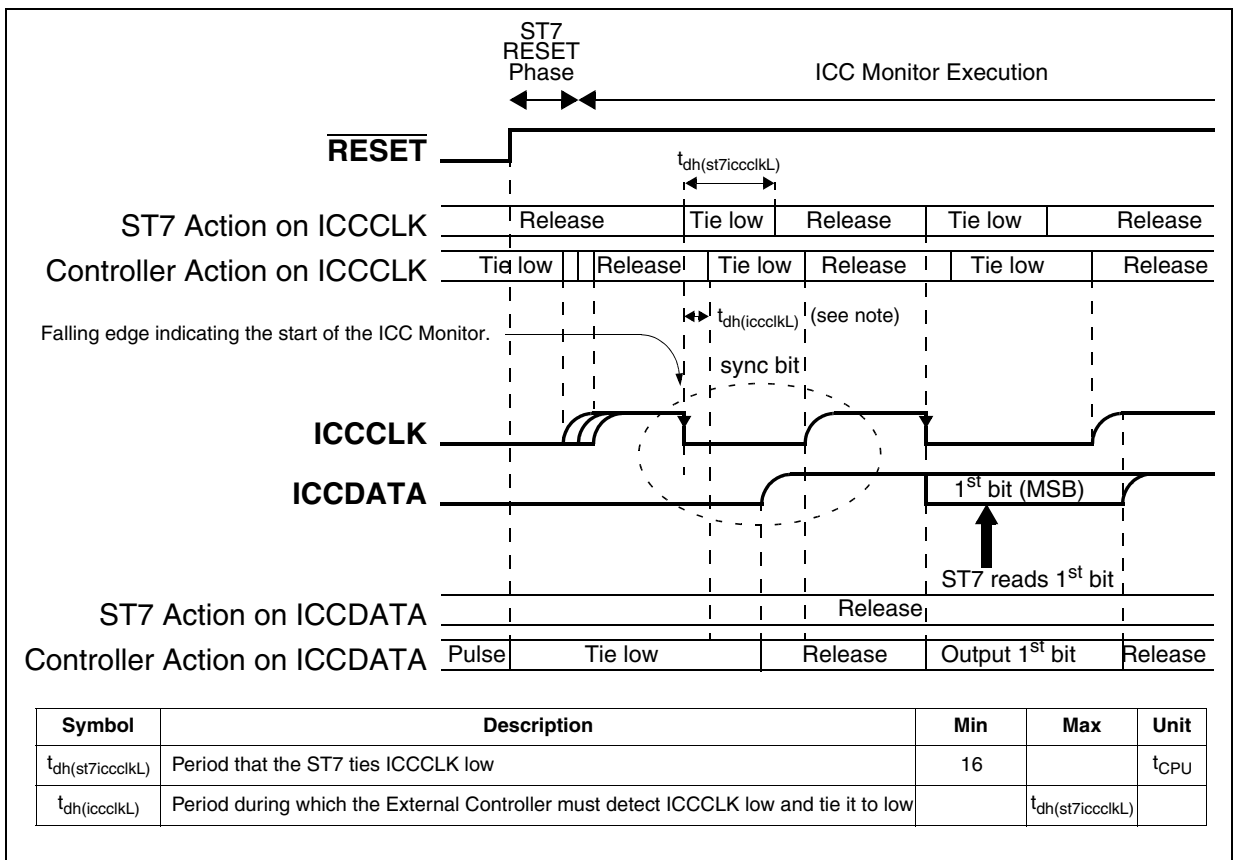 ST7
RESET
Phase
ICC Monitor Execution
RESET
tdh(st7iccclkL)
ST7 Action on ICCCLK Release Tie low Release Tie low Release
Controller Action on ICCCLK Tie low Release Tie low Release Tie low Release
tdh(iccclkL) (see note)
Falling edge indicating the start of the ICC Monitor.
sync bit
ICCCLK
ICCDATA
1st bit (MSB)
ST7 reads 1st bit
ST7 Action on ICCDATA Release
Controller Action on ICCDATA Pulse Tie low Release Output 1st bit Release
Symbol Description Min Max Unit
tdh(st7iccclkL) Period that the ST7 ties ICCCLK low 16 tCPU
tdh(iccclkL) Period during which the External Controller must detect ICCCLK low and tie it to low tdh(st7iccclkL)